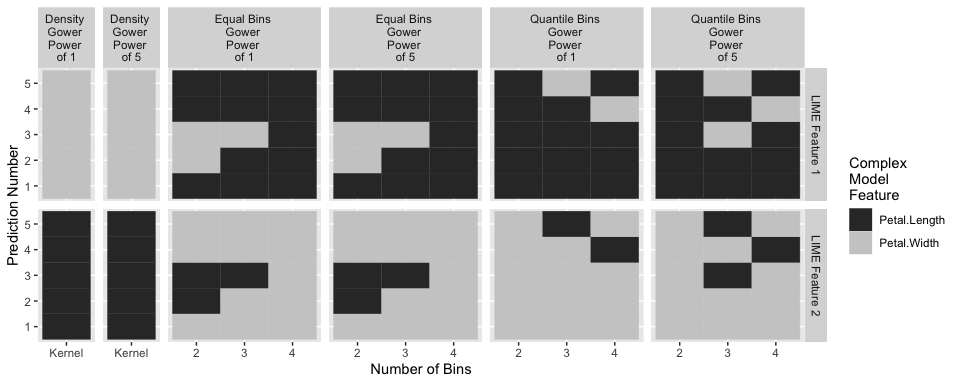 Density
Gower
Power
of 1
Density
Gower
Power
of 5
Equal Bins
Gower
Power
of 1
Equal Bins
Gower
Power
of 5
Quantile Bins
Gower
Power
of 1
Quantile Bins
Gower
Power
of 5
Prediction Number
5
4
3
2
1
LIME Feature 1
5
4
3
2
1
LIME Feature 2
Kernel
Kernel
2 3 4
2 3 4
2 3 4
2 3 4
Number of Bins
Complex
Model
Feature
Petal.Length
Petal.Width